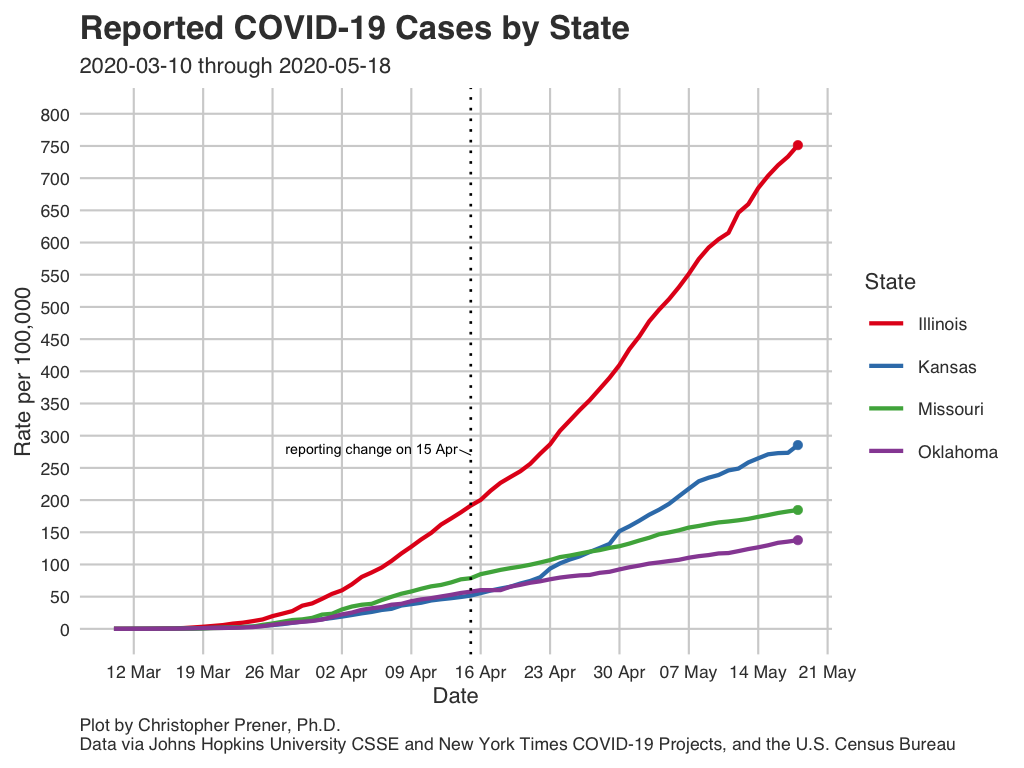 Reported COVID-19 Cases by State
2020-03-10 through 2020-05-18
800
750
700
650
600
550
500
450
400
350
300
250
200
150
100
50
0
Rate per 100,000
reporting change on 15 Apr
12 Mar
19 Mar
26 Mar
02 Apr
09 Apr
16 Apr
23 Apr
30 Apr
07 May
14 May
21 May
Date
State
Illinois
Kansas
Missouri
Oklahoma
Plot by Christopher Prener, Ph.D.
Data via Johns Hopkins University CSSE and New York Times COVID-19 Projects, and the U.S. Census Bureau